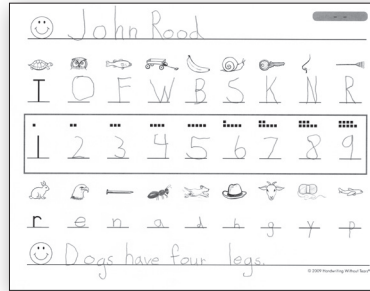 John Rood
T O F W B S K N R
1 2 3 4 5 6 7 8 9
r e n a d h g y p
Dogs have four legs.
© 2009 Handwriting Without Tears®